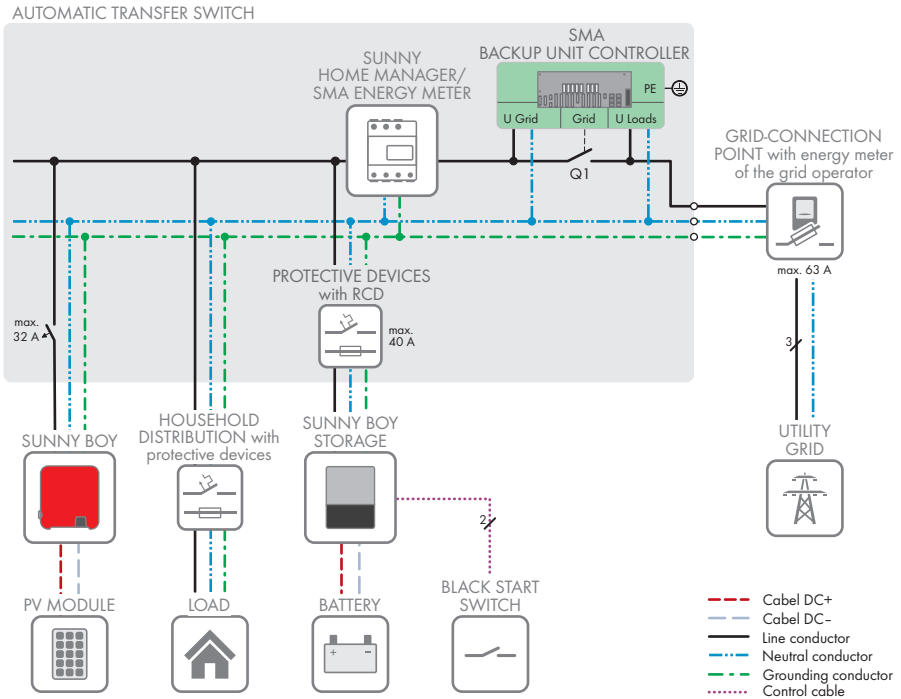 AUTOMATIC TRANSFER SWITCH
SMA
BACKUP UNIT CONTROLLER
SUNNY
HOME MANAGER/
SMA ENERGY METER
PE
U Grid
Grid
U Loads
Q1
GRID-CONNECTION
POINT with energy meter
of the grid operator
max. 63 A
PROTECTIVE DEVICES
with RCD
max.
40 A
max.
32 A
3
SUNNY BOY
HOUSEHOLD
DISTRIBUTION with
protective devices
SUNNY BOY
STORAGE
UTILITY
GRID
2
PV MODULE
LOAD
BATTERY
+ −
BLACK START
SWITCH
Cabel DC+
Cabel DC−
Line conductor
Neutral conductor
Grounding conductor
Control cable